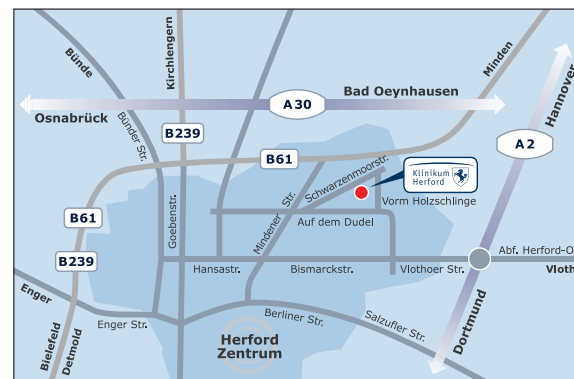 Bünde
Kirchlengern
Minden
Hannover
Bad Oeynhausen
A 30
Osnabrück
Bünder Str.
B239
A 2
B61
Schwarzenmoorstr.
Klinikum
Herford
Vorm Holzschlinge
B61
Goebenstr.
Mindener Str.
Auf dem Dudel
Abf. Herford-O
B239
Hansastr.
Bismarckstr.
Vlothoer Str.
Vloth
Enger
Enger Str.
Berliner Str.
Salzufler Str.
Dortmund
Bielefeld
Detmold
Herford
Zentrum